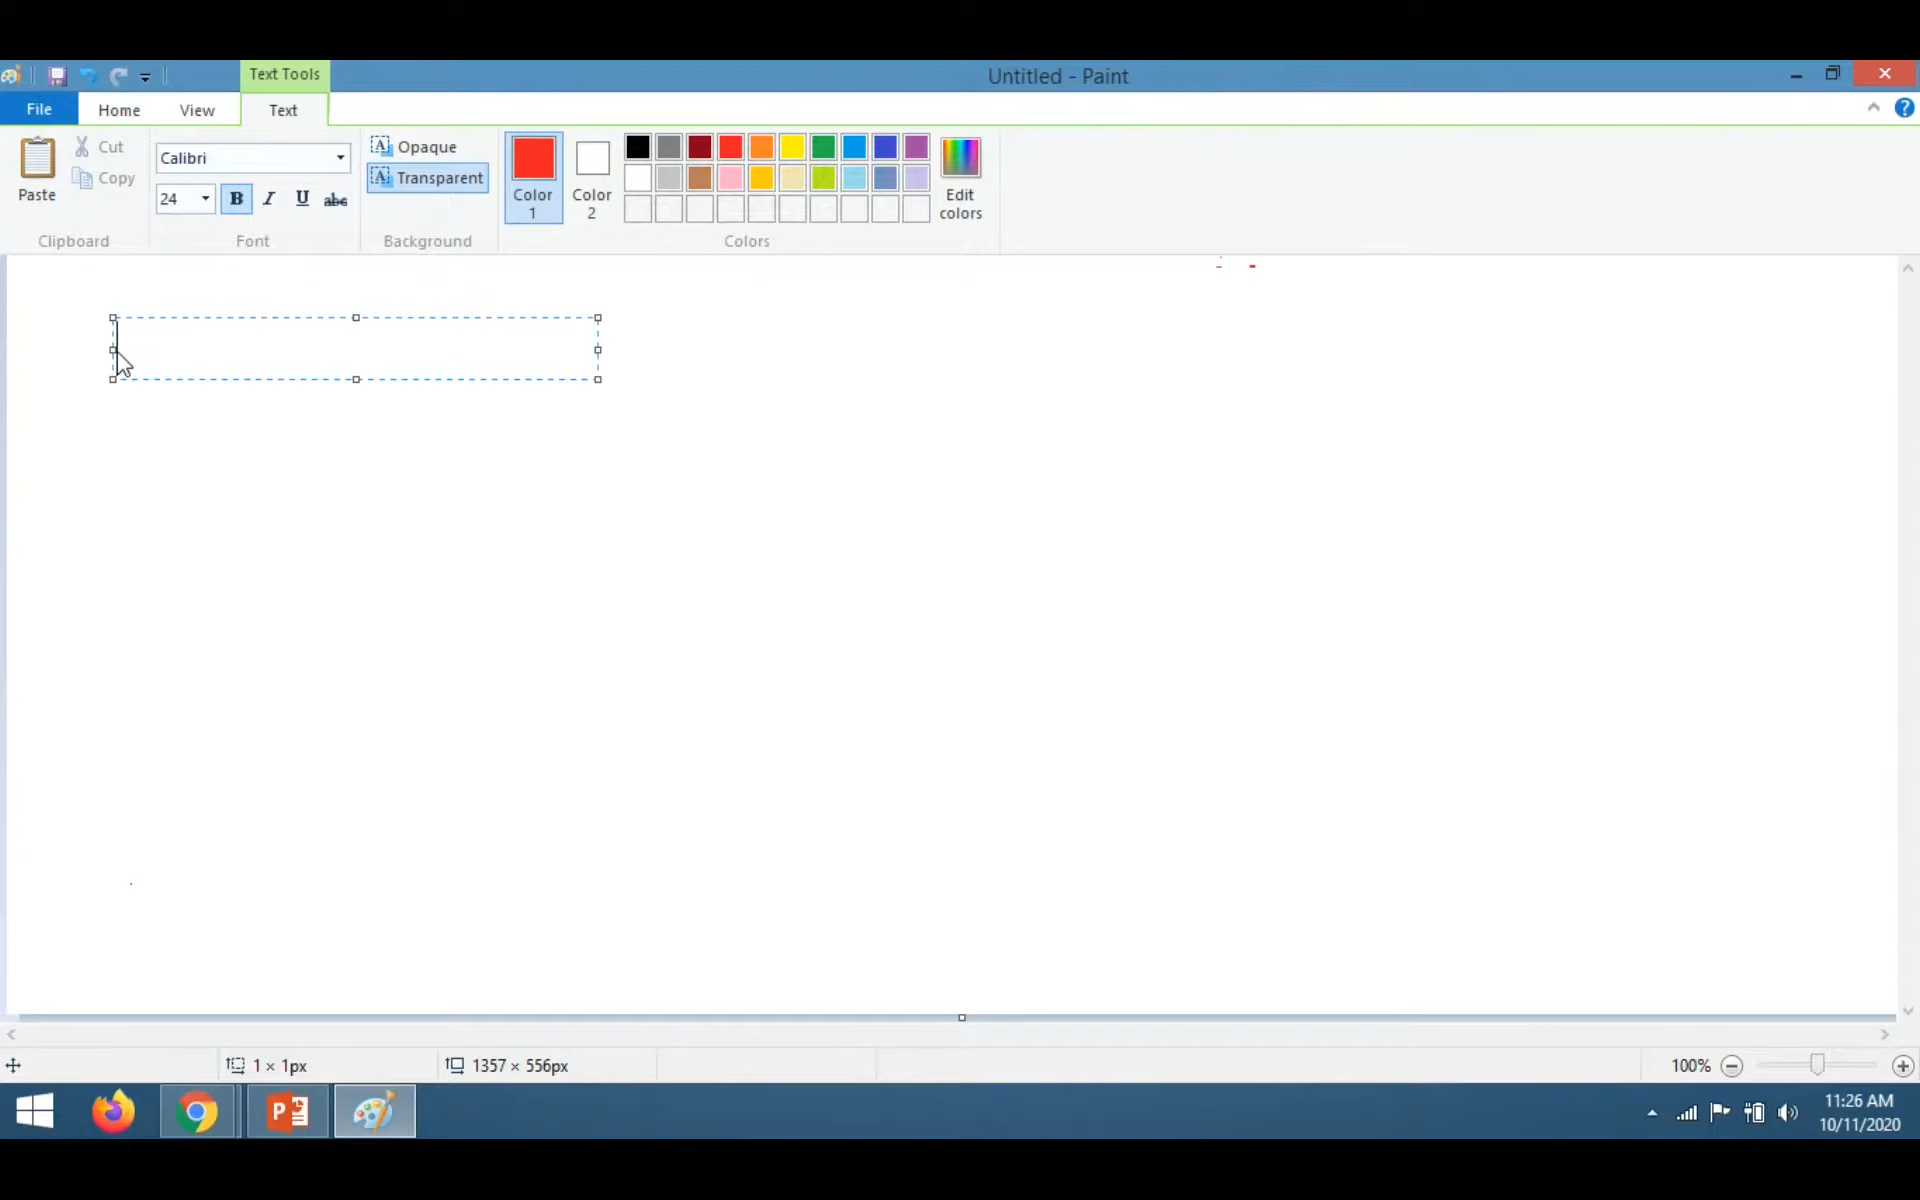 Text Tools
Untitled - Paint
File Home View Text
Paste
Cut
Copy
Clipboard
Calibri
24 B I U abc
Font
A Opaque
A Transparent
Background
Color 1
Color 2
Edit colors
Colors
1 × 1px
1357 × 556px
100%
P
11:26 AM
10/11/2020